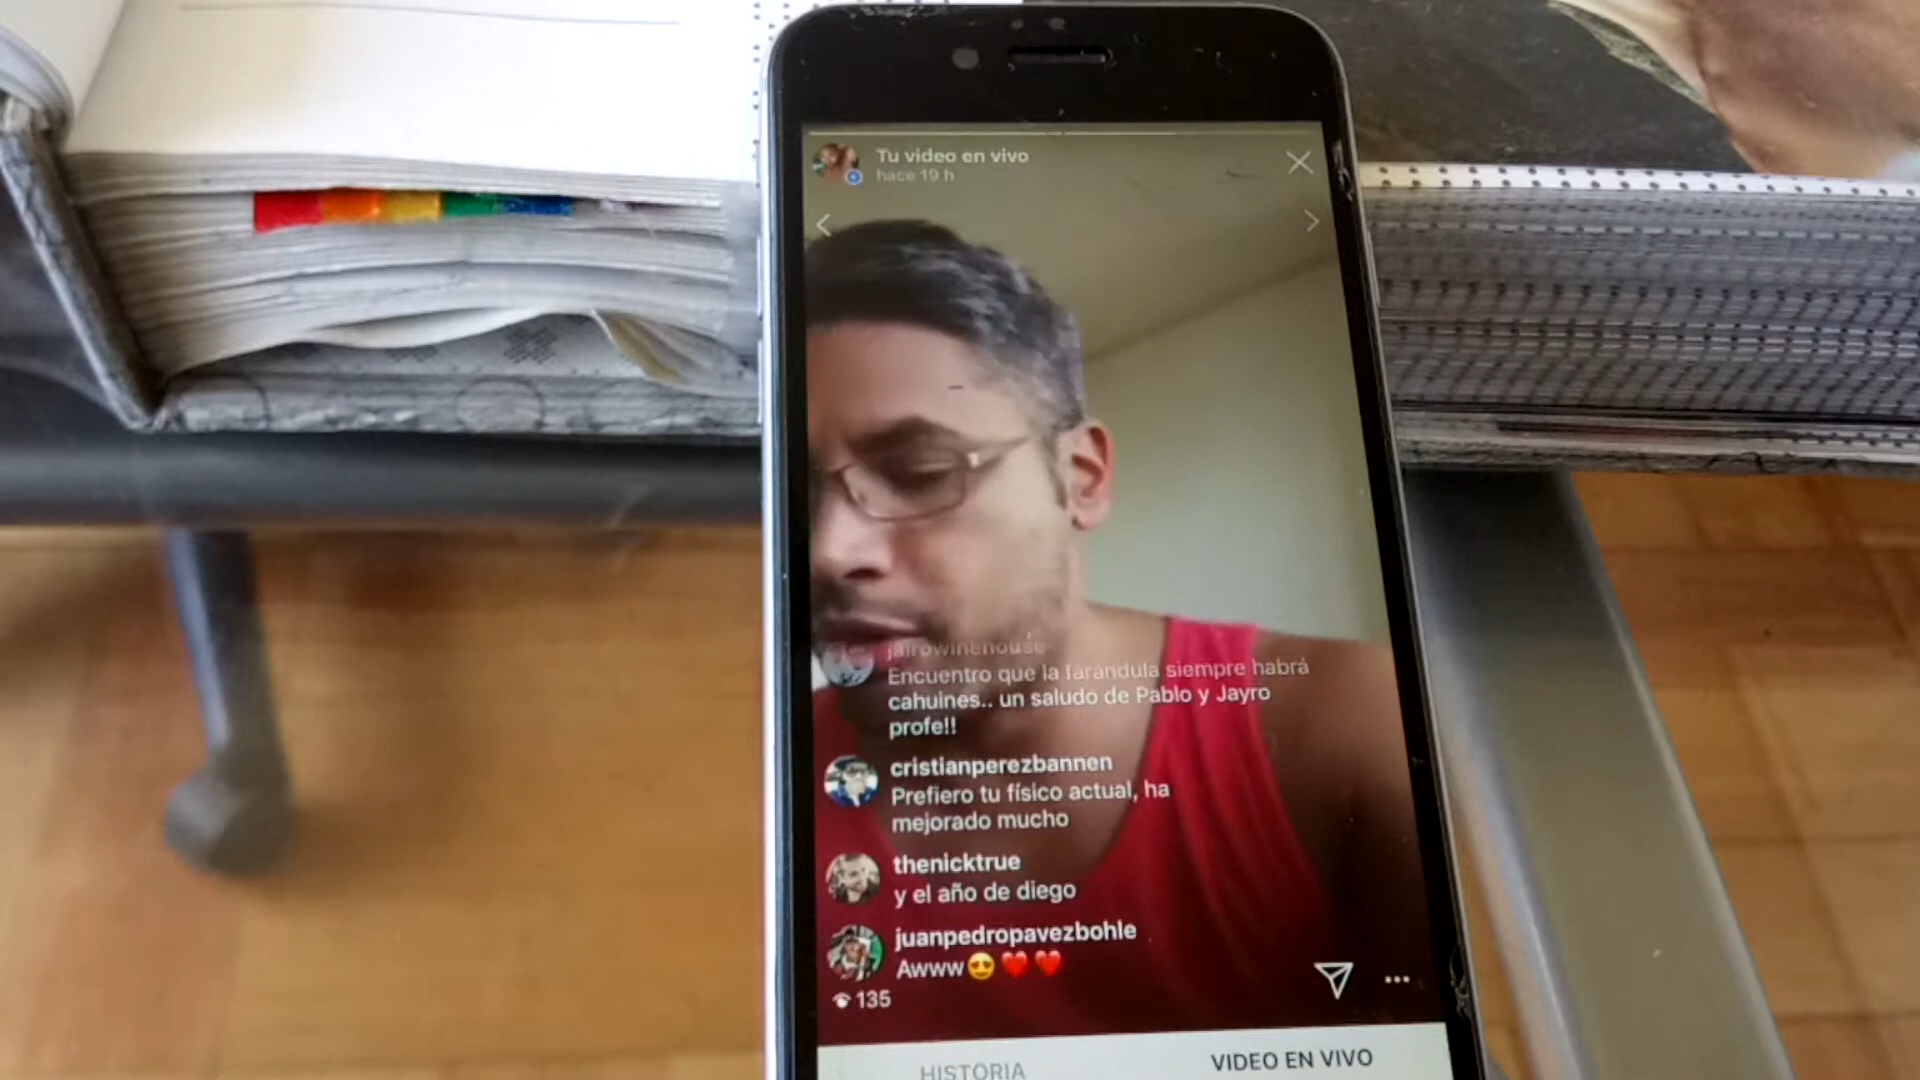 Tu video en vivo
hace 19 h
jairowinehouse
Encuentro que la farándula siempre habrá
cahuines.. un saludo de Pablo y Jayro
profe!!
cristianperezbannen
Prefiero tu físico actual, ha
mejorado mucho
thenicktrue
y el año de diego
juanpedropavezbohle
Awww😍❤️❤️
135
HISTORIA
VIDEO EN VIVO